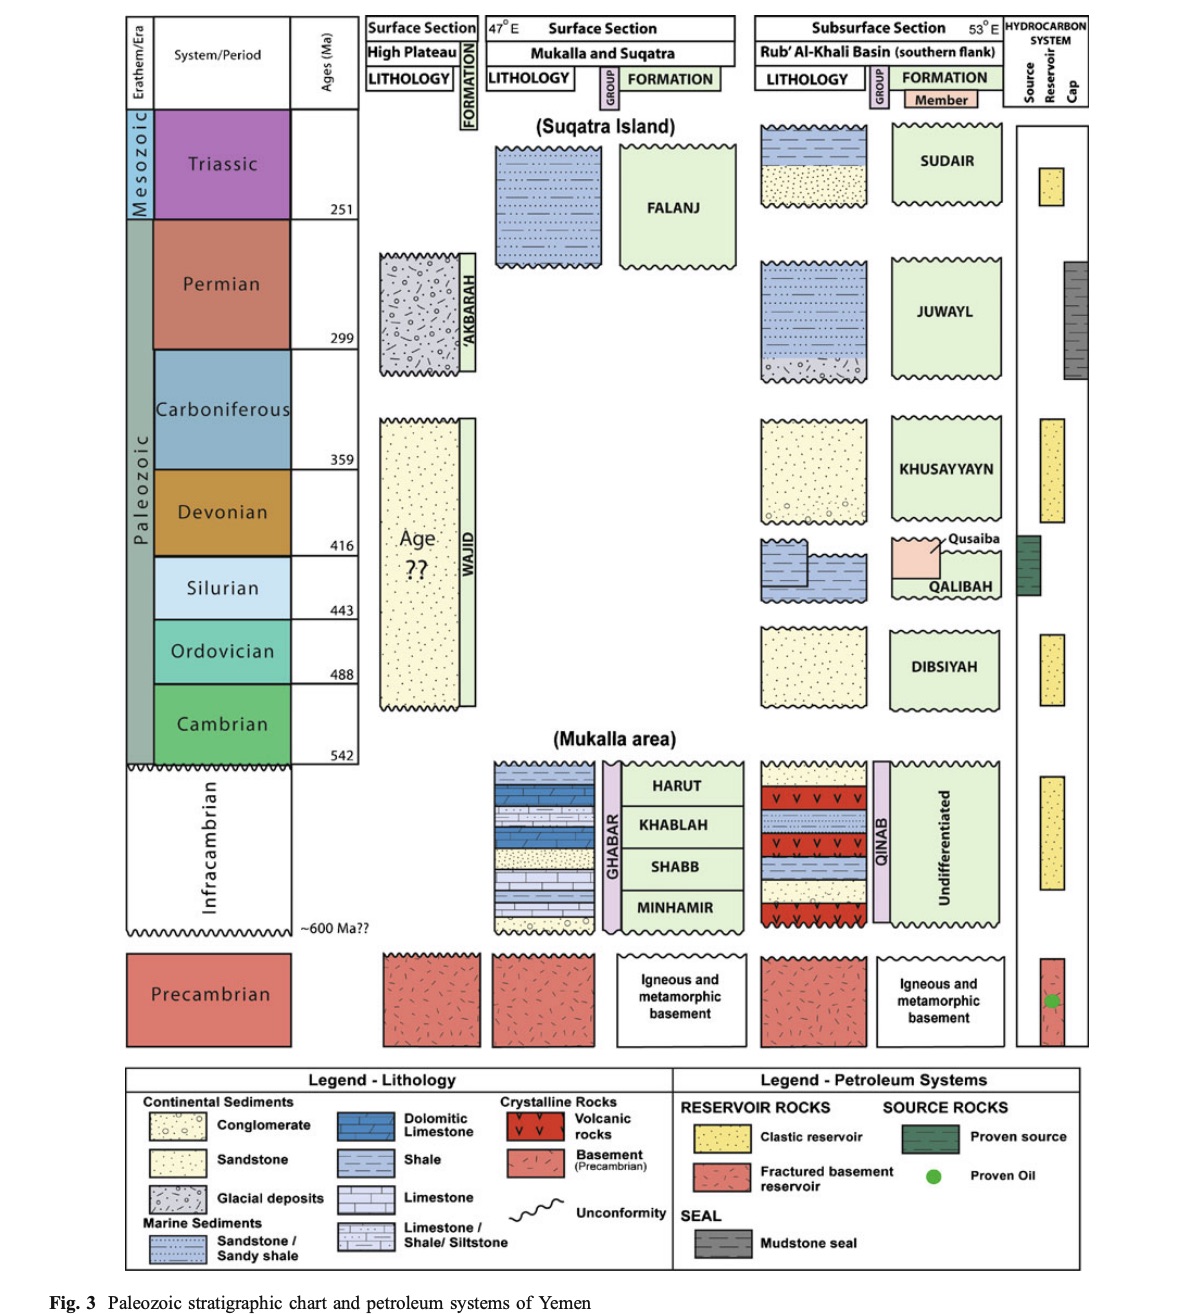 Erathem/Era
System/Period
Ages (Ma)
Surface Section
High Plateau
LITHOLOGY
FORMATION
47°E
Surface Section
Mukalla and Suqatra
LITHOLOGY
GROUP
FORMATION
Subsurface Section 53°E
Rub' Al-Khali Basin (southern flank)
LITHOLOGY
GROUP
FORMATION
Member
HYDROCARBON
SYSTEM
Source
Reservoir
Cap
Mesozoic
Triassic
251
Paleozoic
Permian
299
Carboniferous
359
Devonian
416
Silurian
443
Ordovician
488
Cambrian
542
Infracambrian
~600 Ma??
Precambrian
'AKBARAH
Age
??
WAJID
(Suqatra Island)
FALANJ
(Mukalla area)
GHABAR
HARUT
KHABLAH
SHABB
MINHAMIR
Igneous and
metamorphic
basement
SUDAIR
JUWAYL
KHUSAYYAYN
Qusaiba
QALIBAH
DIBSIYAH
QINAB
Undifferentiated
Igneous and
metamorphic
basement
Legend - Lithology
Continental Sediments
Conglomerate
Sandstone
Glacial deposits
Marine Sediments
Sandstone /
Sandy shale
Dolomitic
Limestone
Shale
Limestone
Limestone /
Shale/ Siltstone
Crystalline Rocks
Volcanic
rocks
Basement
(Precambrian)
Unconformity
Legend - Petroleum Systems
RESERVOIR ROCKS
Clastic reservoir
Fractured basement
reservoir
SEAL
Mudstone seal
SOURCE ROCKS
Proven source
Proven Oil
Fig. 3 Paleozoic stratigraphic chart and petroleum systems of Yemen